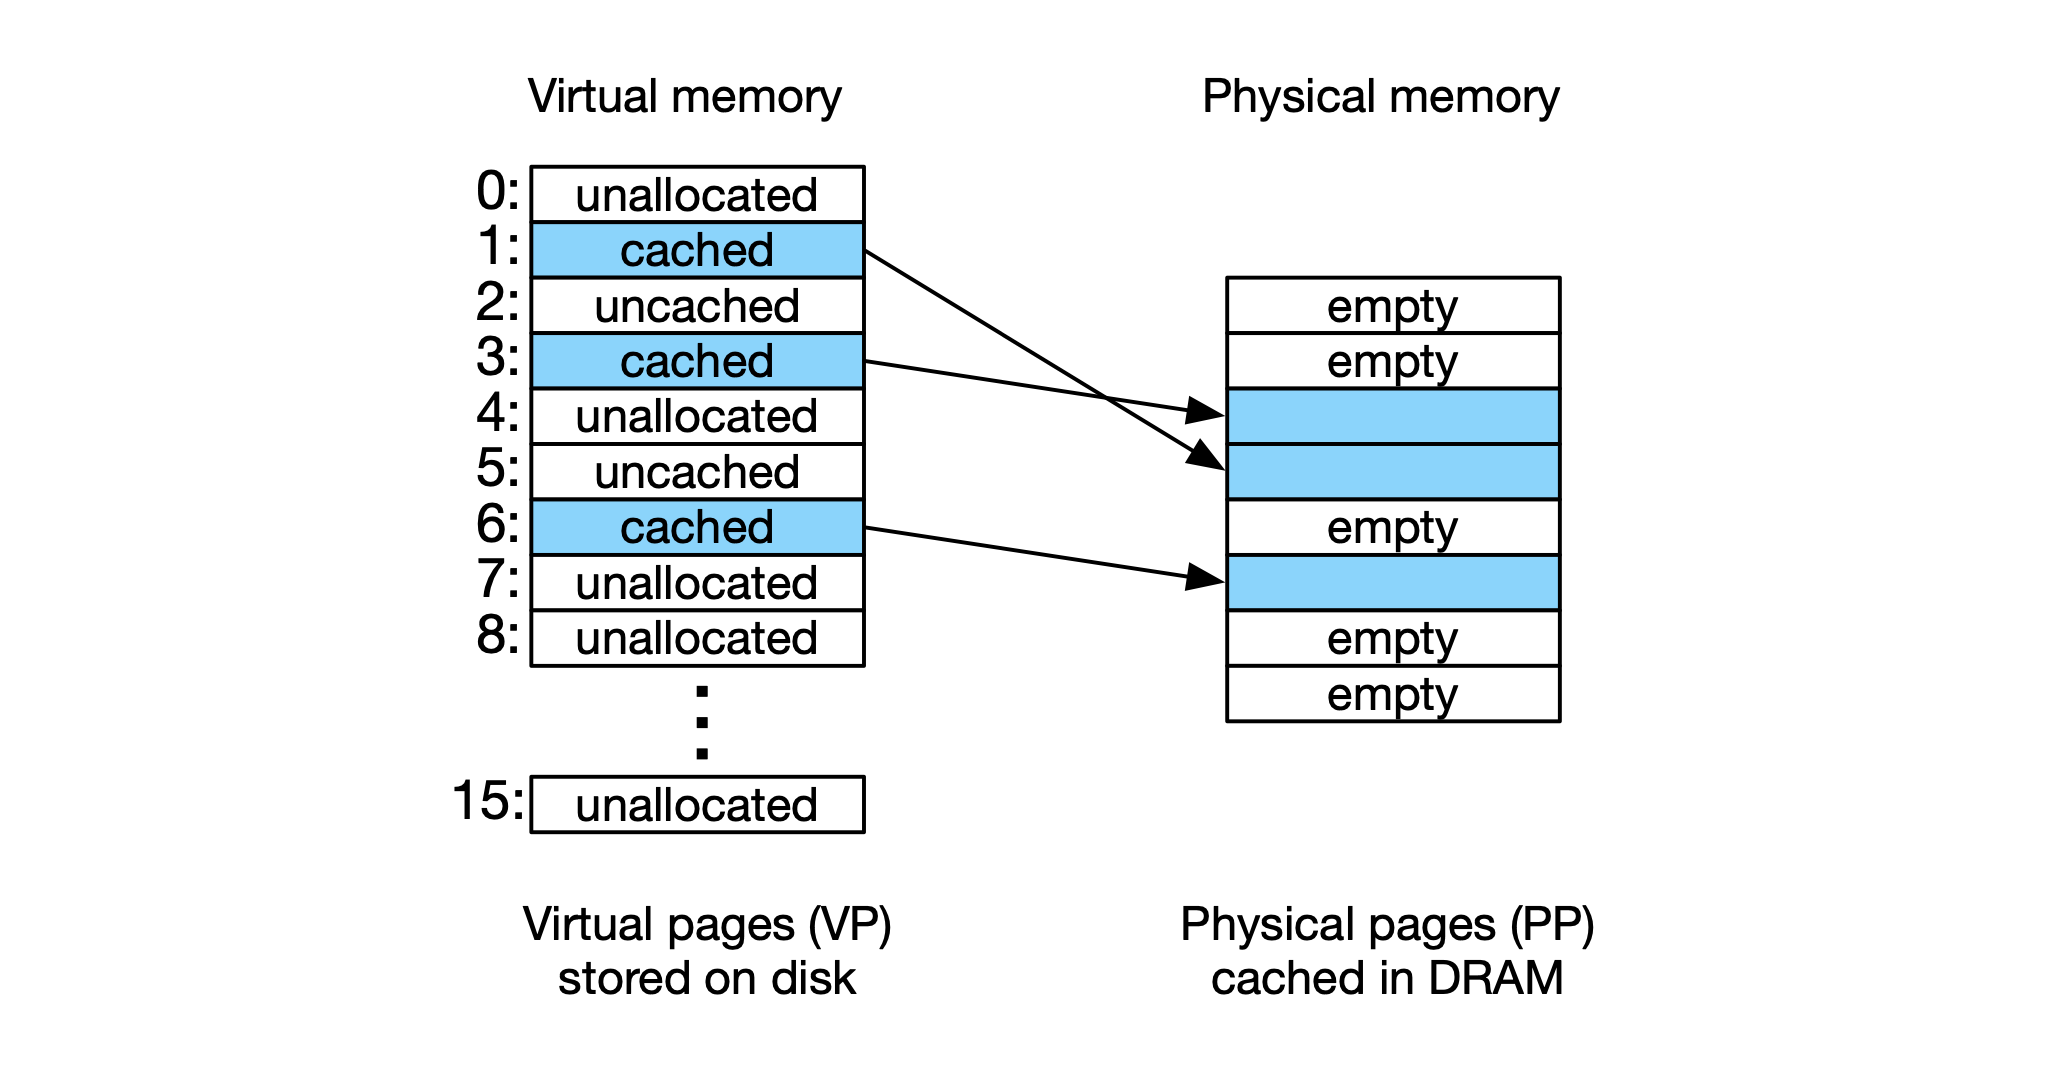 Virtual memory
Physical memory
0: unallocated
1: cached
2: uncached
3: cached
4: unallocated
5: uncached
6: cached
7: unallocated
8: unallocated
15: unallocated
empty
empty
empty
empty
empty
Virtual pages (VP)
stored on disk
Physical pages (PP)
cached in DRAM